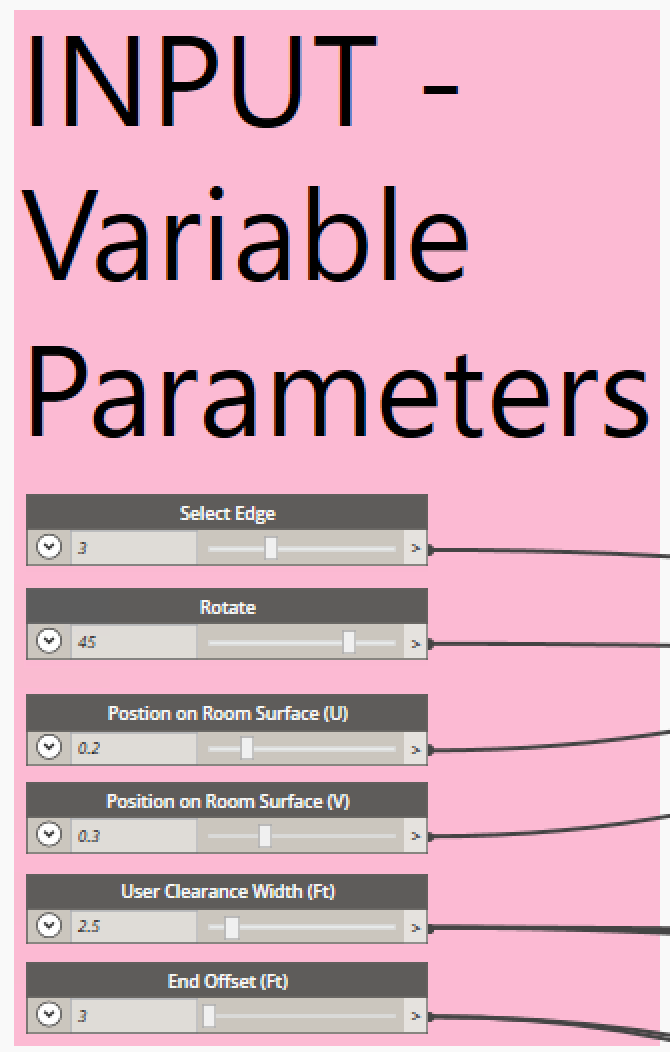 INPUT -
Variable
Parameters
Select Edge
3 >
Rotate
45 >
Postion on Room Surface (U)
0.2 >
Position on Room Surface (V)
0.3 >
User Clearance Width (Ft)
2.5 >
End Offset (Ft)
3 >